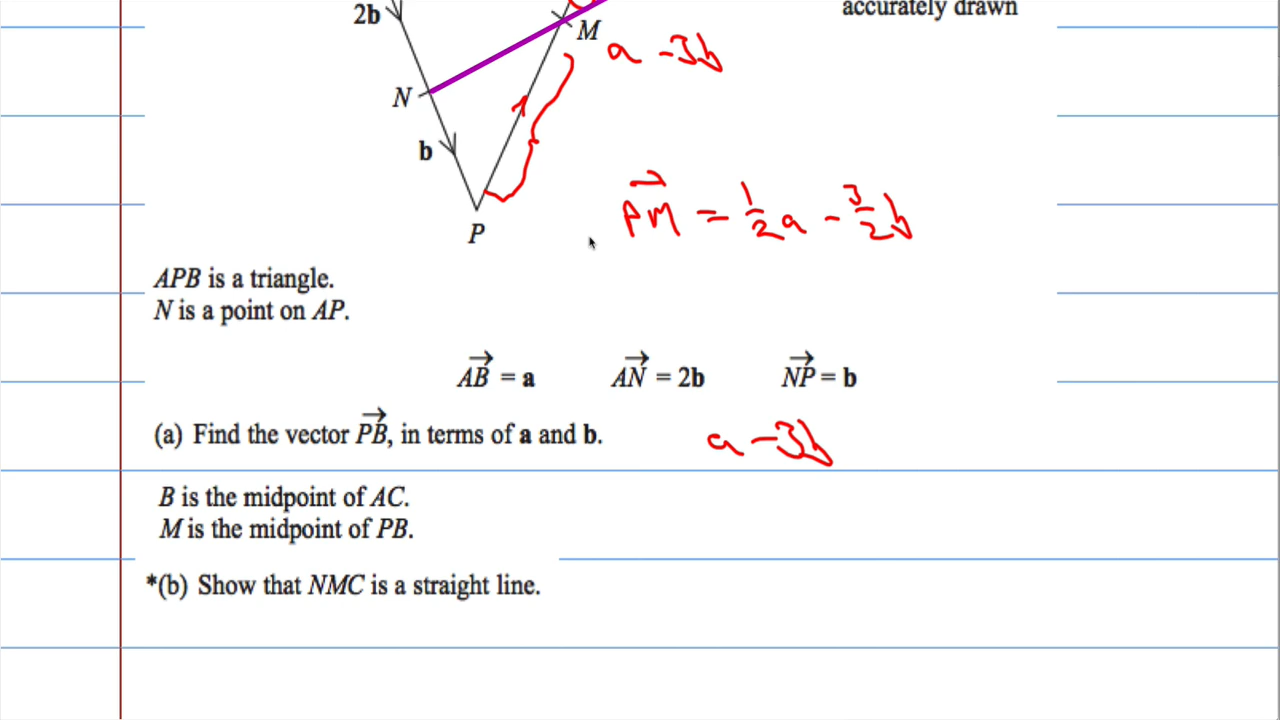 2b
accurately drawn
M
a - 3b
N
b
PM = 1/2 a - 3/2 b
P
APB is a triangle.
N is a point on AP.
AB = a AN = 2b NP = b
(a) Find the vector PB, in terms of a and b.
a - 3b
B is the midpoint of AC.
M is the midpoint of PB.
*(b) Show that NMC is a straight line.